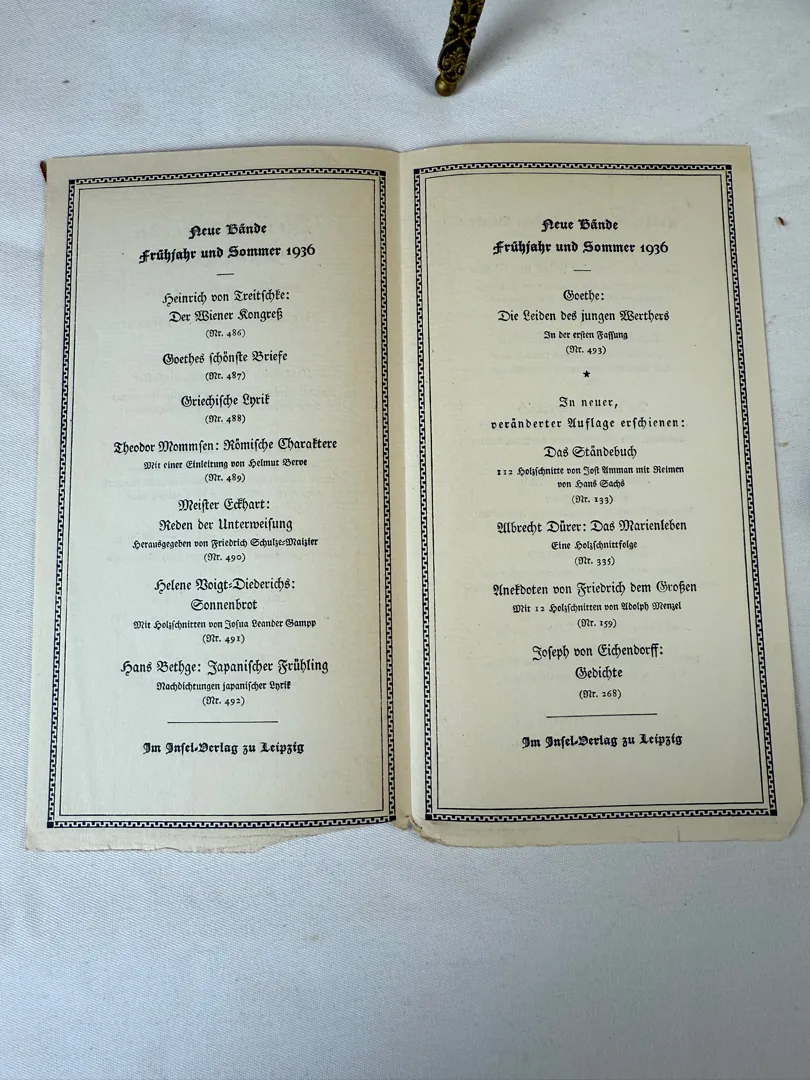 Neue Bände
Frühjahr und Sommer 1936
Heinrich von Treitschke:
Der Wiener Kongreß
(Nr. 486)
Goethes schönste Briefe
(Nr. 487)
Griechische Lyrik
(Nr. 488)
Theodor Mommsen: Römische Charaktere
Mit einer Einleitung von Helmut Berve
(Nr. 489)
Meister Eckhart:
Reden der Unterweisung
Herausgegeben von Friedrich Schulze-Maizier
(Nr. 490)
Helene Voigt-Diederichs:
Sonnenbrot
Mit Holzschnitten von Josua Leander Gampp
(Nr. 491)
Hans Bethge: Japanischer Frühling
Nachdichtungen japanischer Lyrik
(Nr. 492)
Im Insel-Verlag zu Leipzig
Neue Bände
Frühjahr und Sommer 1936
Goethe:
Die Leiden des jungen Werthers
In der ersten Fassung
(Nr. 493)
In neuer,
veränderter Auflage erschienen:
Das Ständebuch
112 Holzschnitte von Jost Amman mit Reimen
von Hans Sachs
(Nr. 133)
Albrecht Dürer: Das Marienleben
Eine Holzschnittfolge
(Nr. 335)
Anekdoten von Friedrich dem Großen
Mit 12 Holzschnitten von Adolph Menzel
(Nr. 159)
Joseph von Eichendorff:
Gedichte
(Nr. 268)
Im Insel-Verlag zu Leipzig